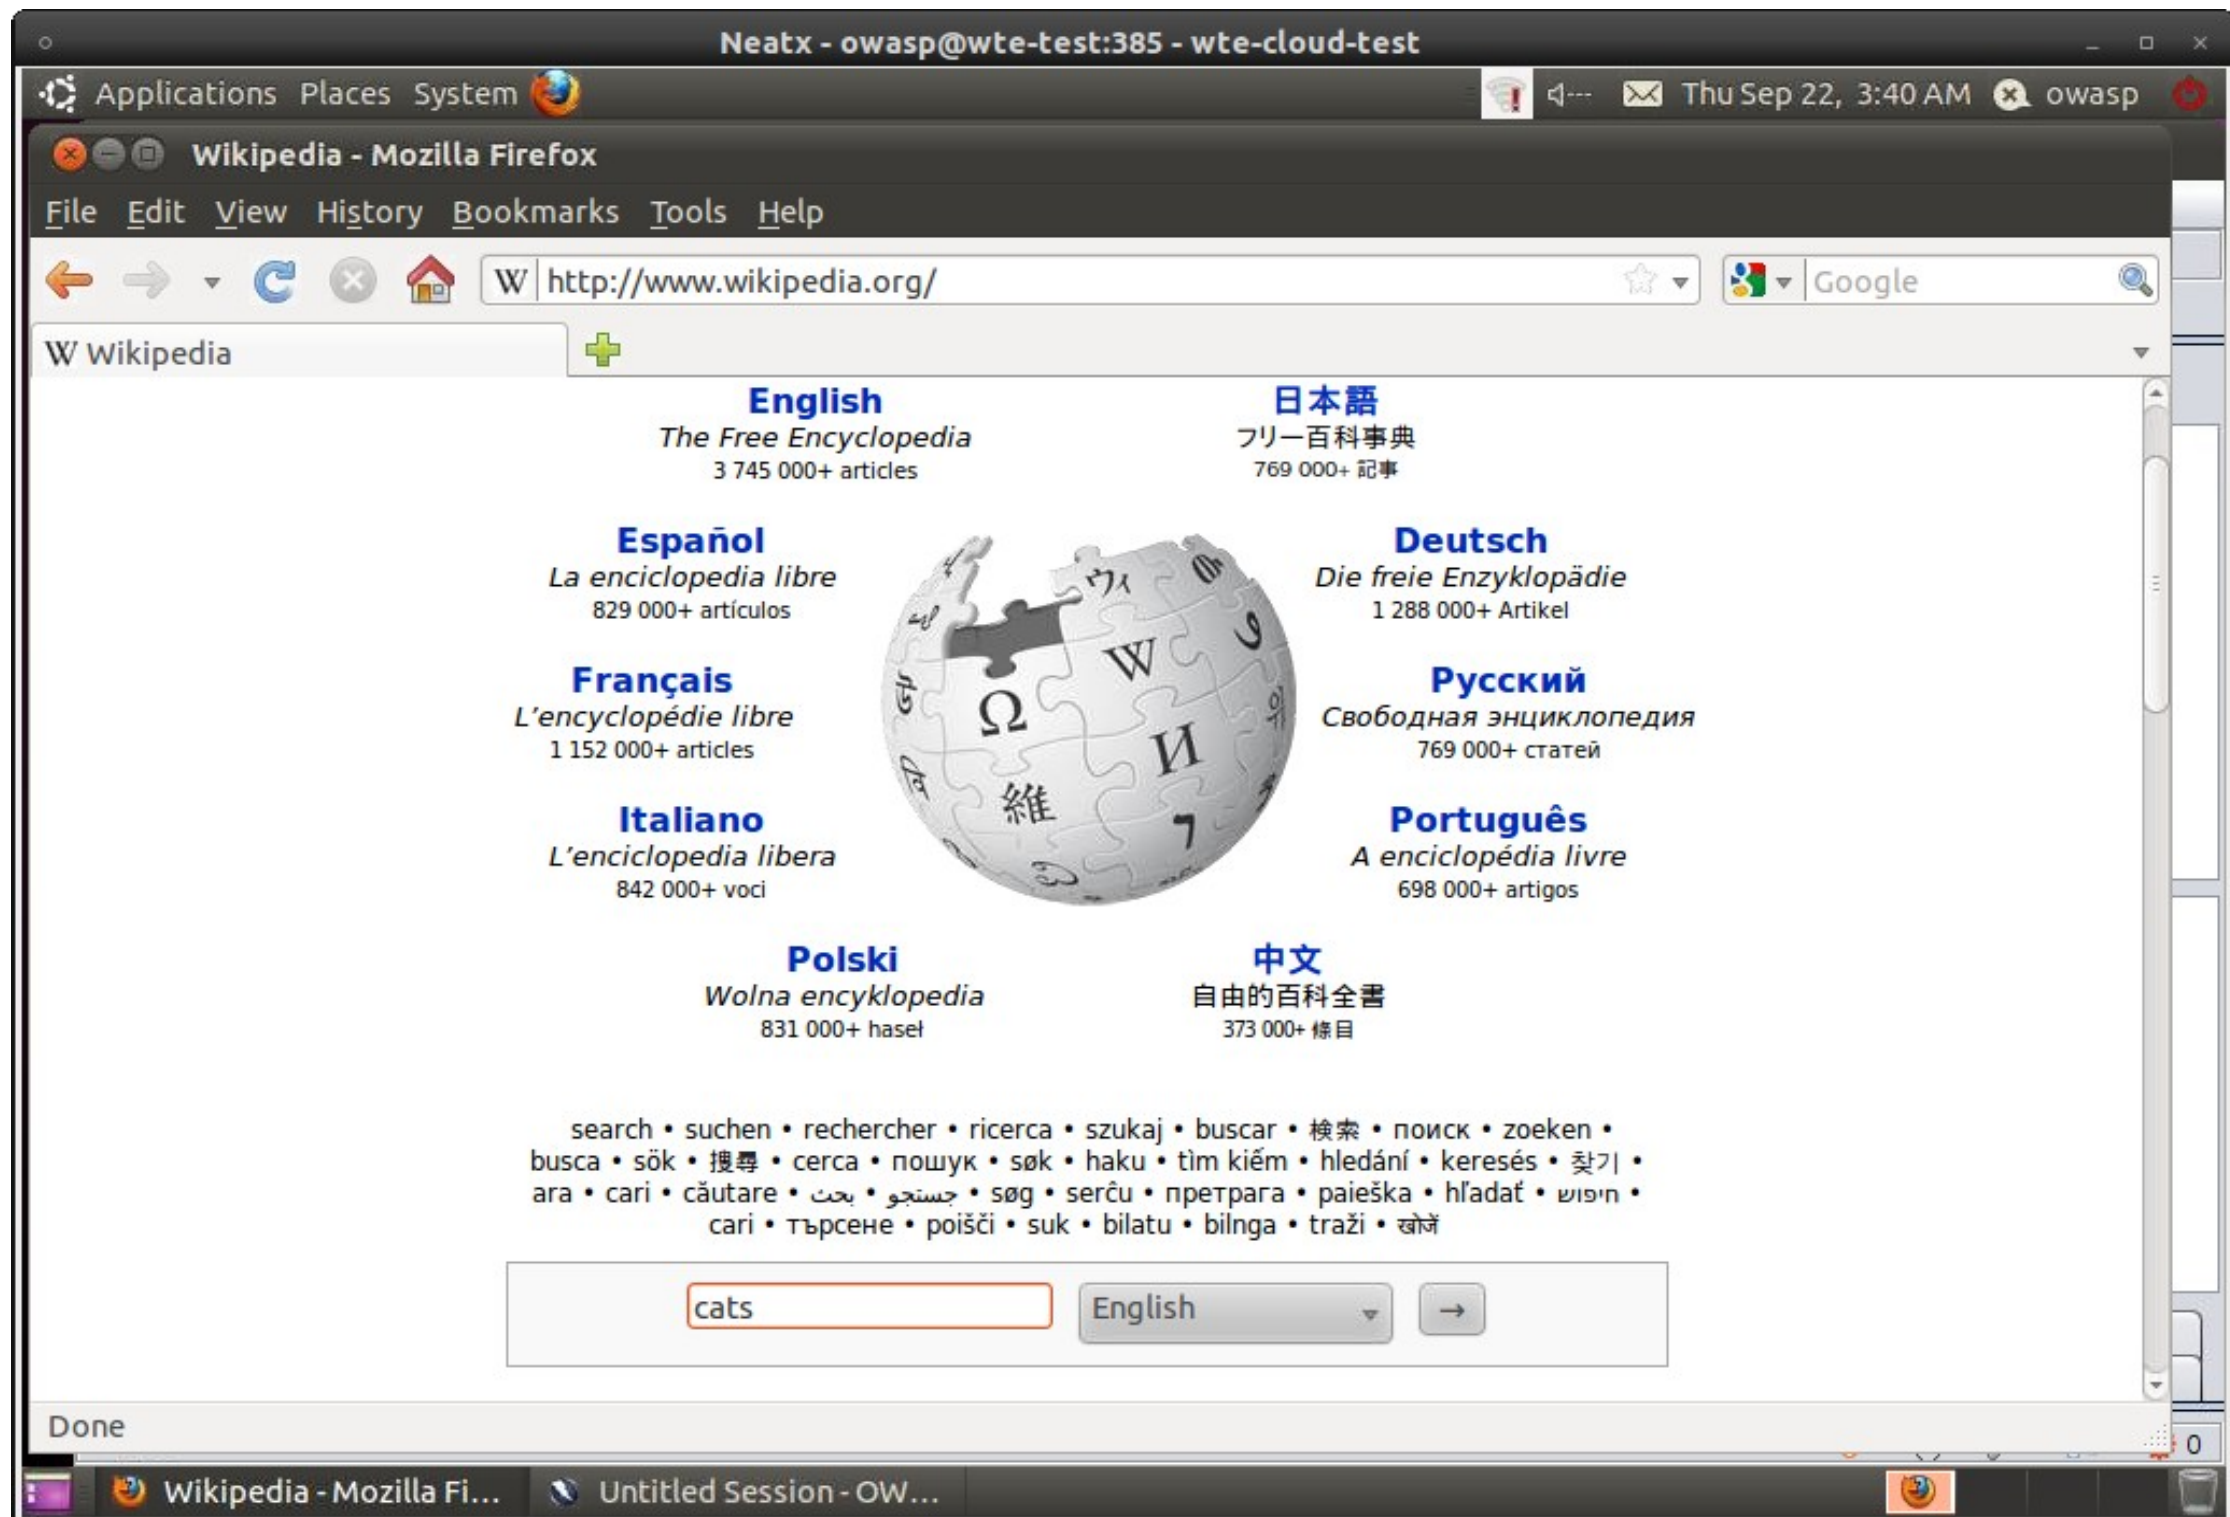 Neatx - owasp@wte-test:385 - wte-cloud-test
Applications Places System Thu Sep 22, 3:40 AM owasp
Wikipedia - Mozilla Firefox
File Edit View History Bookmarks Tools Help
W http://www.wikipedia.org/ Google
W Wikipedia
English 日本語
The Free Encyclopedia フリー百科事典
3 745 000+ articles 769 000+ 記事
Español Deutsch
La enciclopedia libre Die freie Enzyklopädie
829 000+ artículos 1 288 000+ Artikel
Français Русский
L'encyclopédie libre Свободная энциклопедия
1 152 000+ articles 769 000+ статей
Italiano Português
L'enciclopedia libera A enciclopédia livre
842 000+ voci 698 000+ artigos
Polski 中文
Wolna encyklopedia 自由的百科全書
831 000+ haseł 373 000+ 條目
ウィ
W
Ω
И
維
search • suchen • rechercher • ricerca • szukaj • buscar • 検索 • поиск • zoeken •
busca • sök • 搜尋 • cerca • пошук • søk • haku • tìm kiếm • hledání • keresés • 찾기 •
ara • cari • căutare • بحث • جستجو • søg • serĉu • претрага • paieška • hľadať • חיפוש •
cari • търсене • poišči • suk • bilatu • bilnga • traži • खोजें
cats English →
Done
0
Wikipedia - Mozilla Fi... Untitled Session - OW...